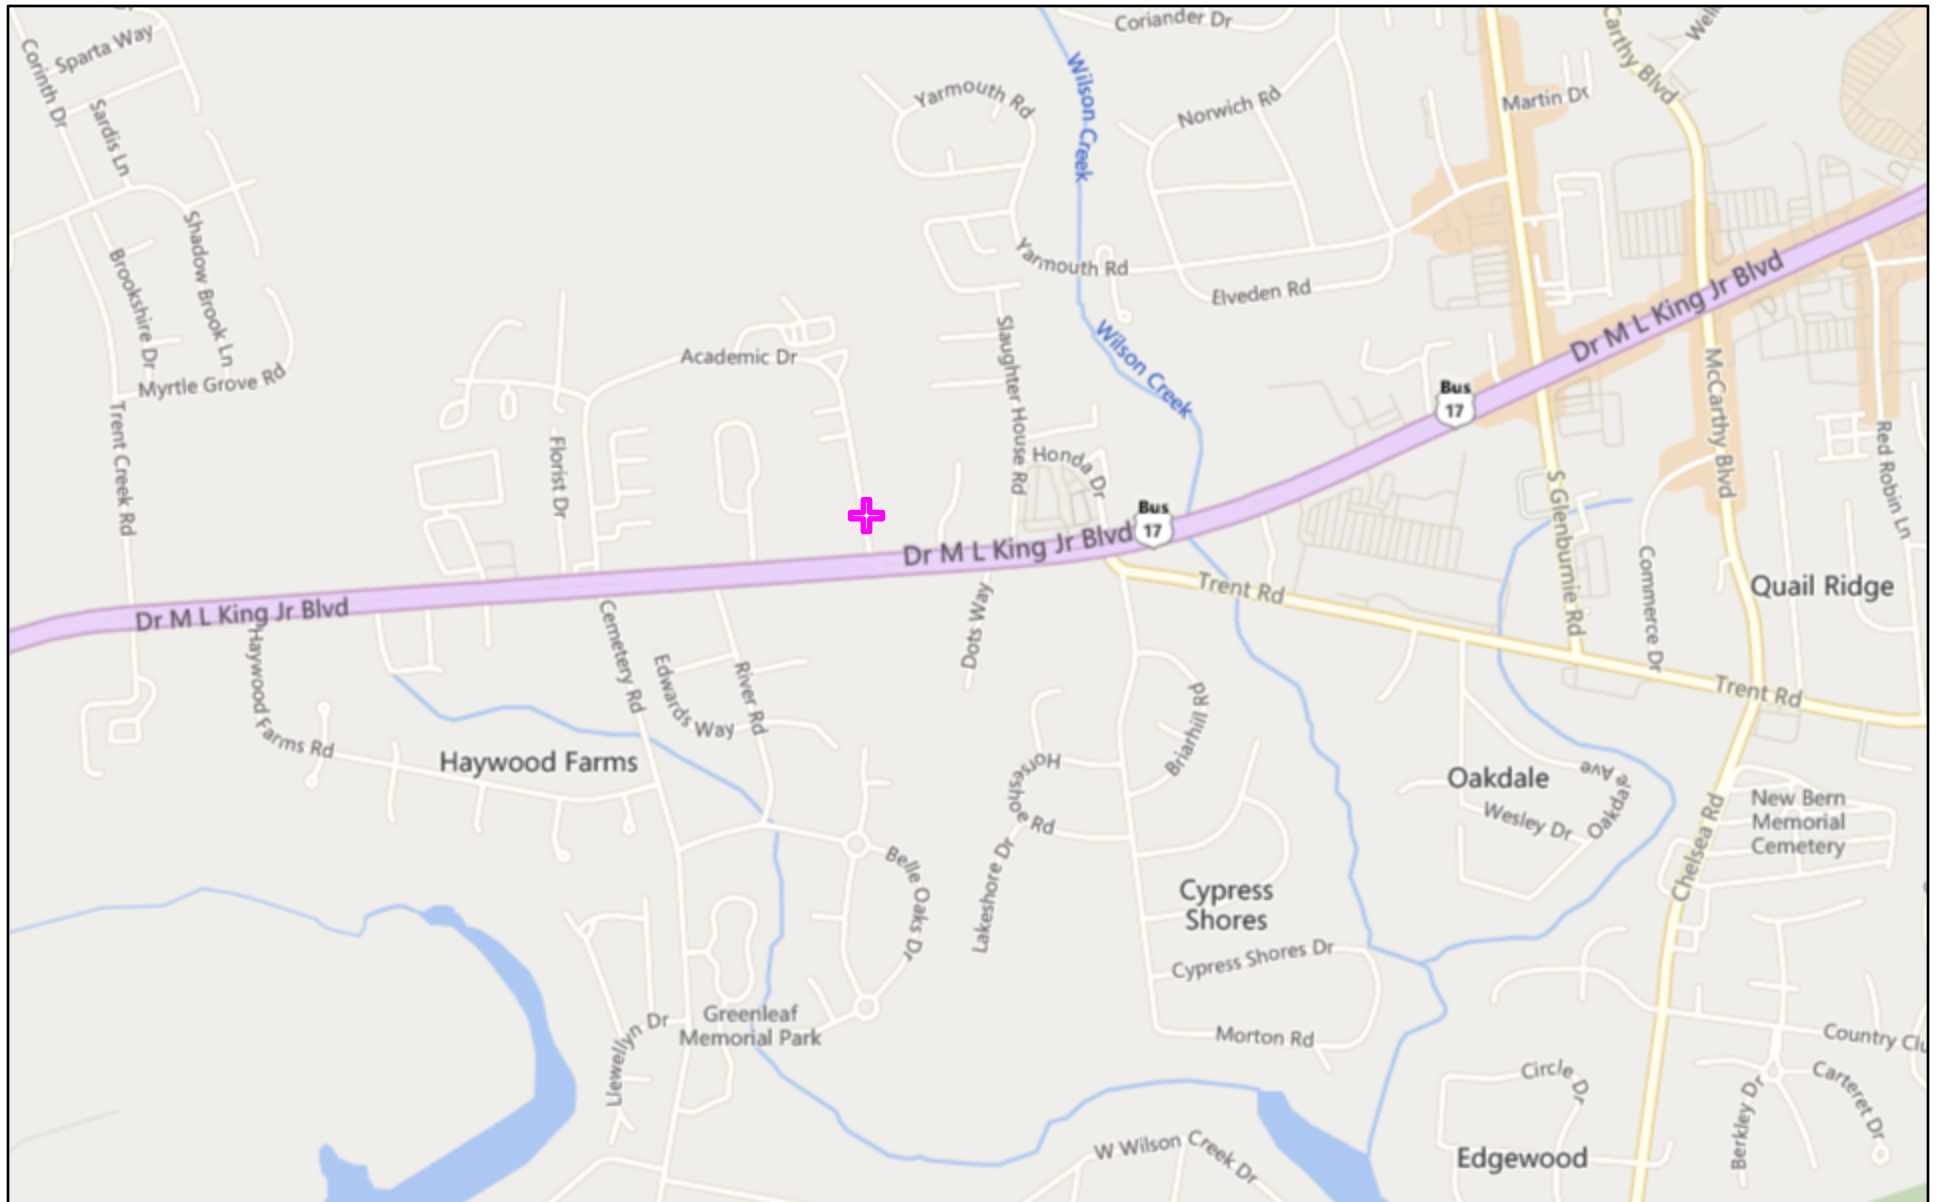 Coriander Dr
Sparta Way
Corinth Dr
Sardis Ln
Yarmouth Rd
Wilson Creek
Norwich Rd
Martin Dr
Carthy Blvd
Shadow Brook Ln
Brookshire Dr
Yarmouth Rd
Elveden Rd
Dr M L King Jr Blvd
Wilson Creek
Slaughter House Rd
Academic Dr
Myrtle Grove Rd
Bus
17
McCarthy Blvd
Trent Creek Rd
Florist Dr
Honda Dr
Red Robin Ln
S Glenburnie Rd
Bus
17
Dr M L King Jr Blvd
Trent Rd
Commerce Dr
Quail Ridge
Dr M L King Jr Blvd
Haywood Farms Rd
Cemetery Rd
Edwards Way
River Rd
Dots Way
Briarhill Rd
Trent Rd
Haywood Farms
Horseshoe Rd
Oakdale
Oakdale Ave
Wesley Dr
New Bern
Memorial
Cemetery
Chelsea Rd
Belle Oaks Dr
Lakeshore Dr
Cypress
Shores
Cypress Shores Dr
Greenleaf
Memorial Park
Llewellyn Dr
Morton Rd
Country Clu
Circle Dr
Carteret Dr
Berkley Dr
W Wilson Creek Dr
Edgewood